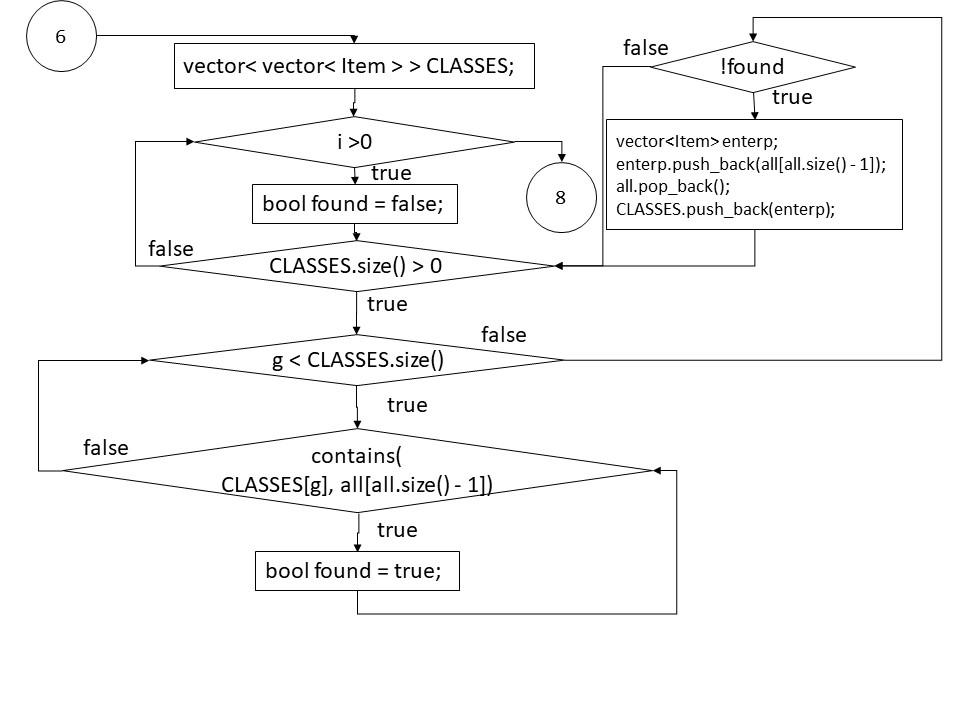 6
vector< vector< Item > > CLASSES;
i >0
true
bool found = false;
8
false
CLASSES.size() > 0
true
false
!found
true
vector<Item> enterp;
enterp.push_back(all[all.size() - 1]);
all.pop_back();
CLASSES.push_back(enterp);
false
g < CLASSES.size()
true
false
contains(
CLASSES[g], all[all.size() - 1])
true
bool found = true;